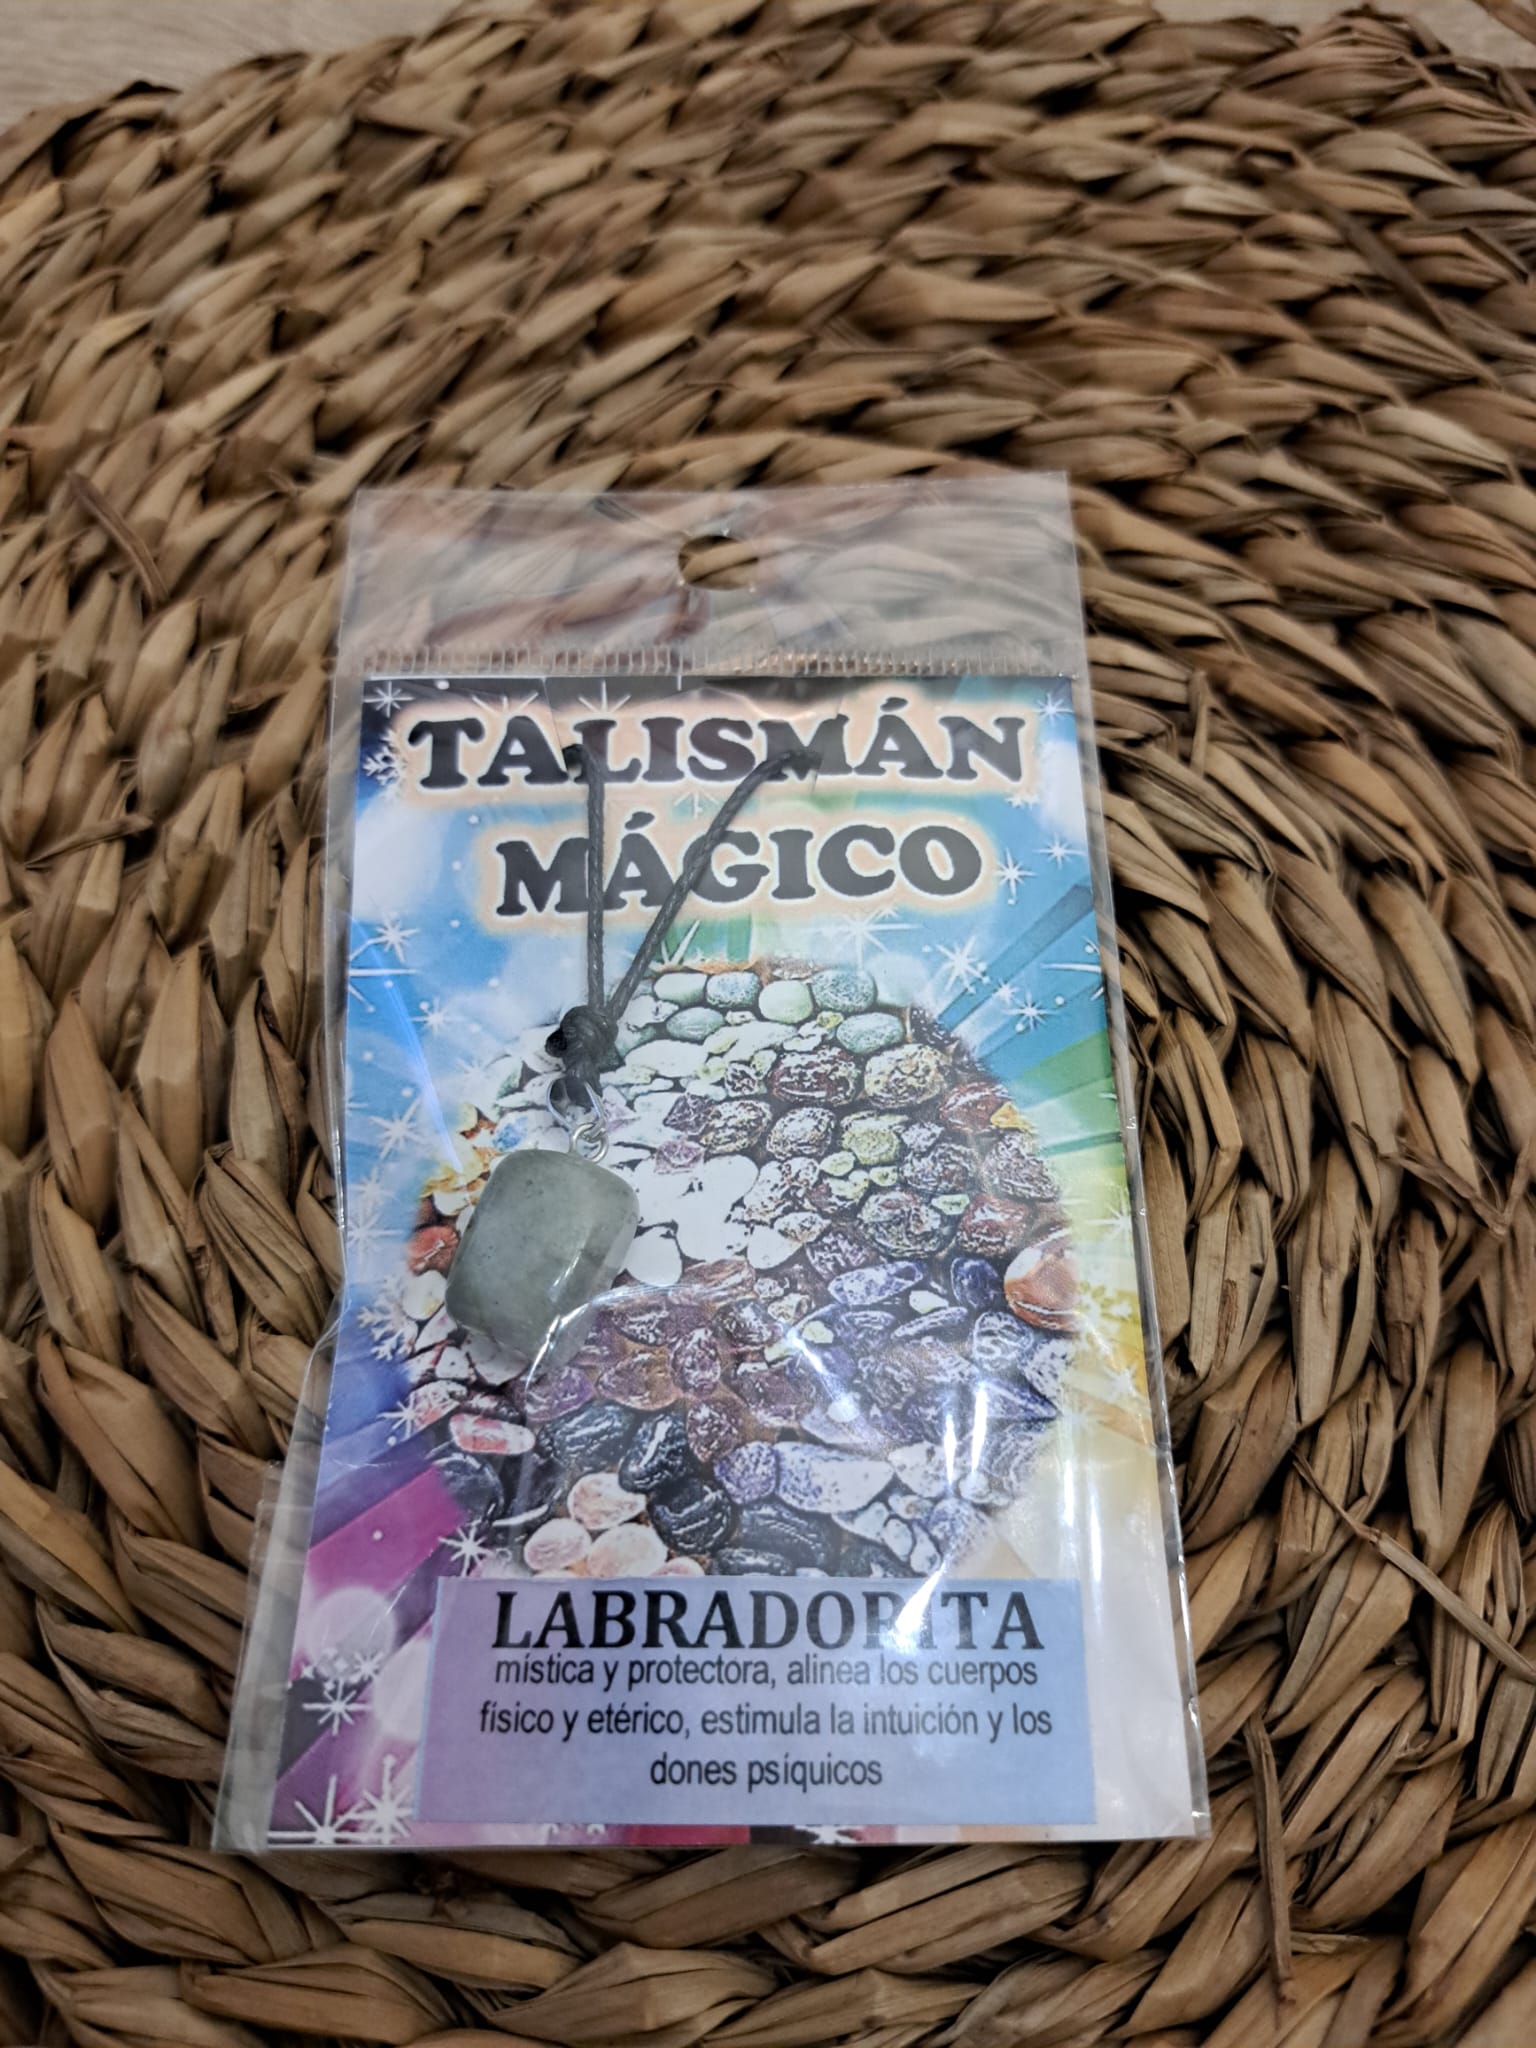 TALISMÁN
MÁGICO
LABRADORITA
mística y protectora, alinea los cuerpos
físico y etérico, estimula la intuición y los
dones psíquicos